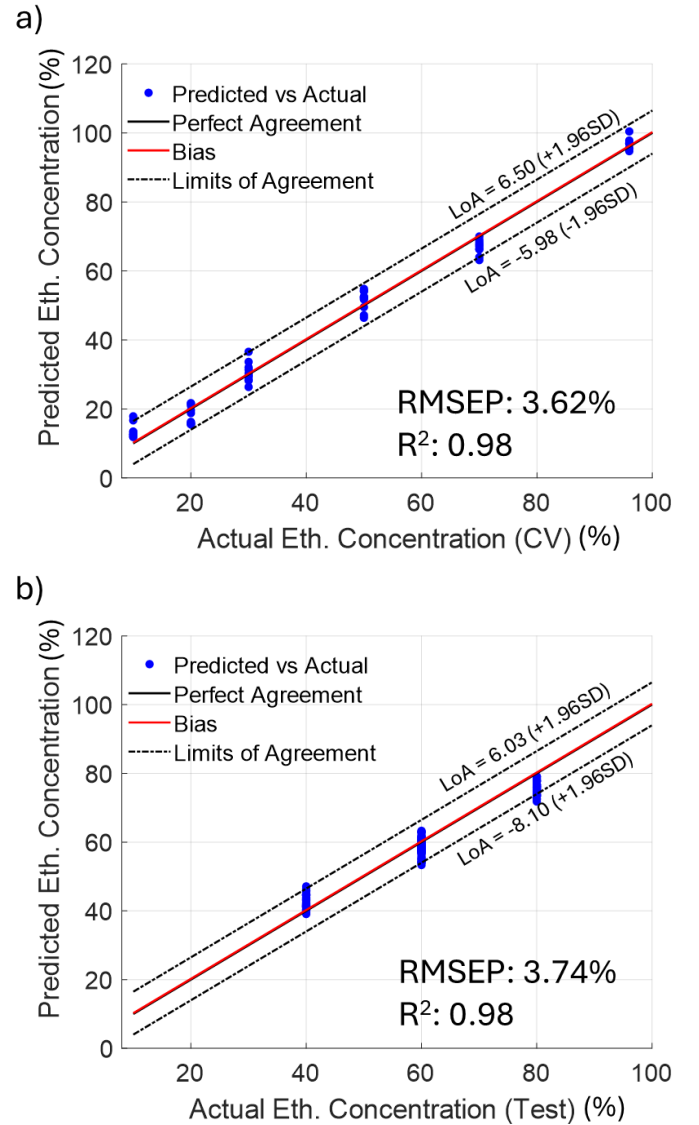 a)
Predicted Eth. Concentration (%)
120
100
80
60
40
20
0
Predicted vs Actual
Perfect Agreement
Bias
Limits of Agreement
LoA = 6.50 (+1.96SD)
LoA = -5.98 (-1.96SD)
RMSEP: 3.62%
R²: 0.98
20 40 60 80 100
Actual Eth. Concentration (CV) (%)
b)
Predicted Eth. Concentration (%)
120
100
80
60
40
20
0
Predicted vs Actual
Perfect Agreement
Bias
Limits of Agreement
LoA = 6.03 (+1.96SD)
LoA = -8.10 (+1.96SD)
RMSEP: 3.74%
R²: 0.98
20 40 60 80 100
Actual Eth. Concentration (Test) (%)